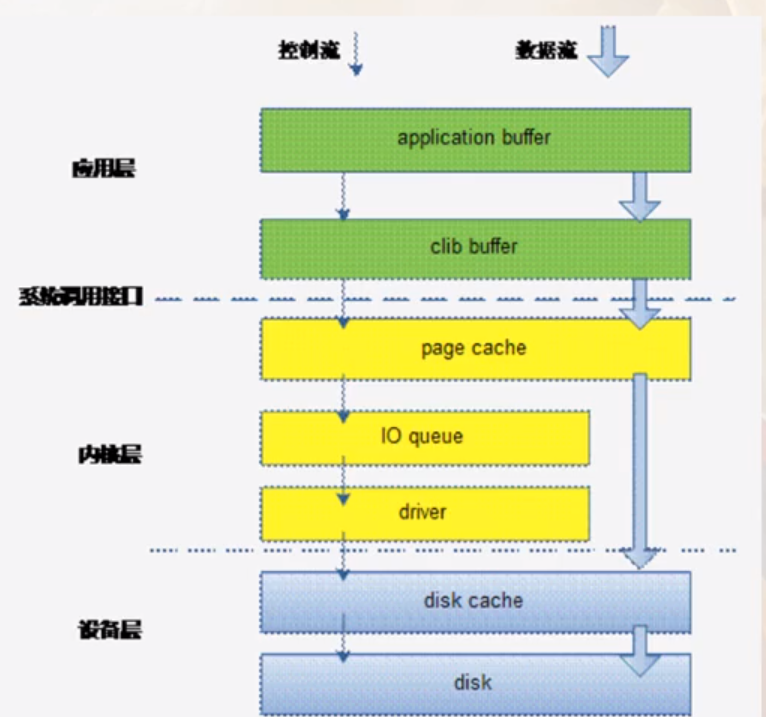 控制流
数据流
application buffer
应用层
clib buffer
系统调用接口
page cache
IO queue
内核层
driver
disk cache
设备层
disk